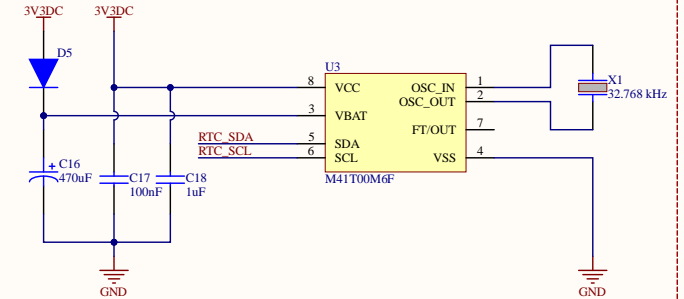 3V3DC
3V3DC
D5
U3
8
VCC
OSC_IN
1
OSC_OUT
2
X1
32.768 kHz
3
VBAT
FT/OUT
7
RTC_SDA
5
SDA
RTC_SCL
6
SCL
VSS
4
M41T00M6F
C16
+
470uF
C17
100nF
C18
1uF
GND
GND